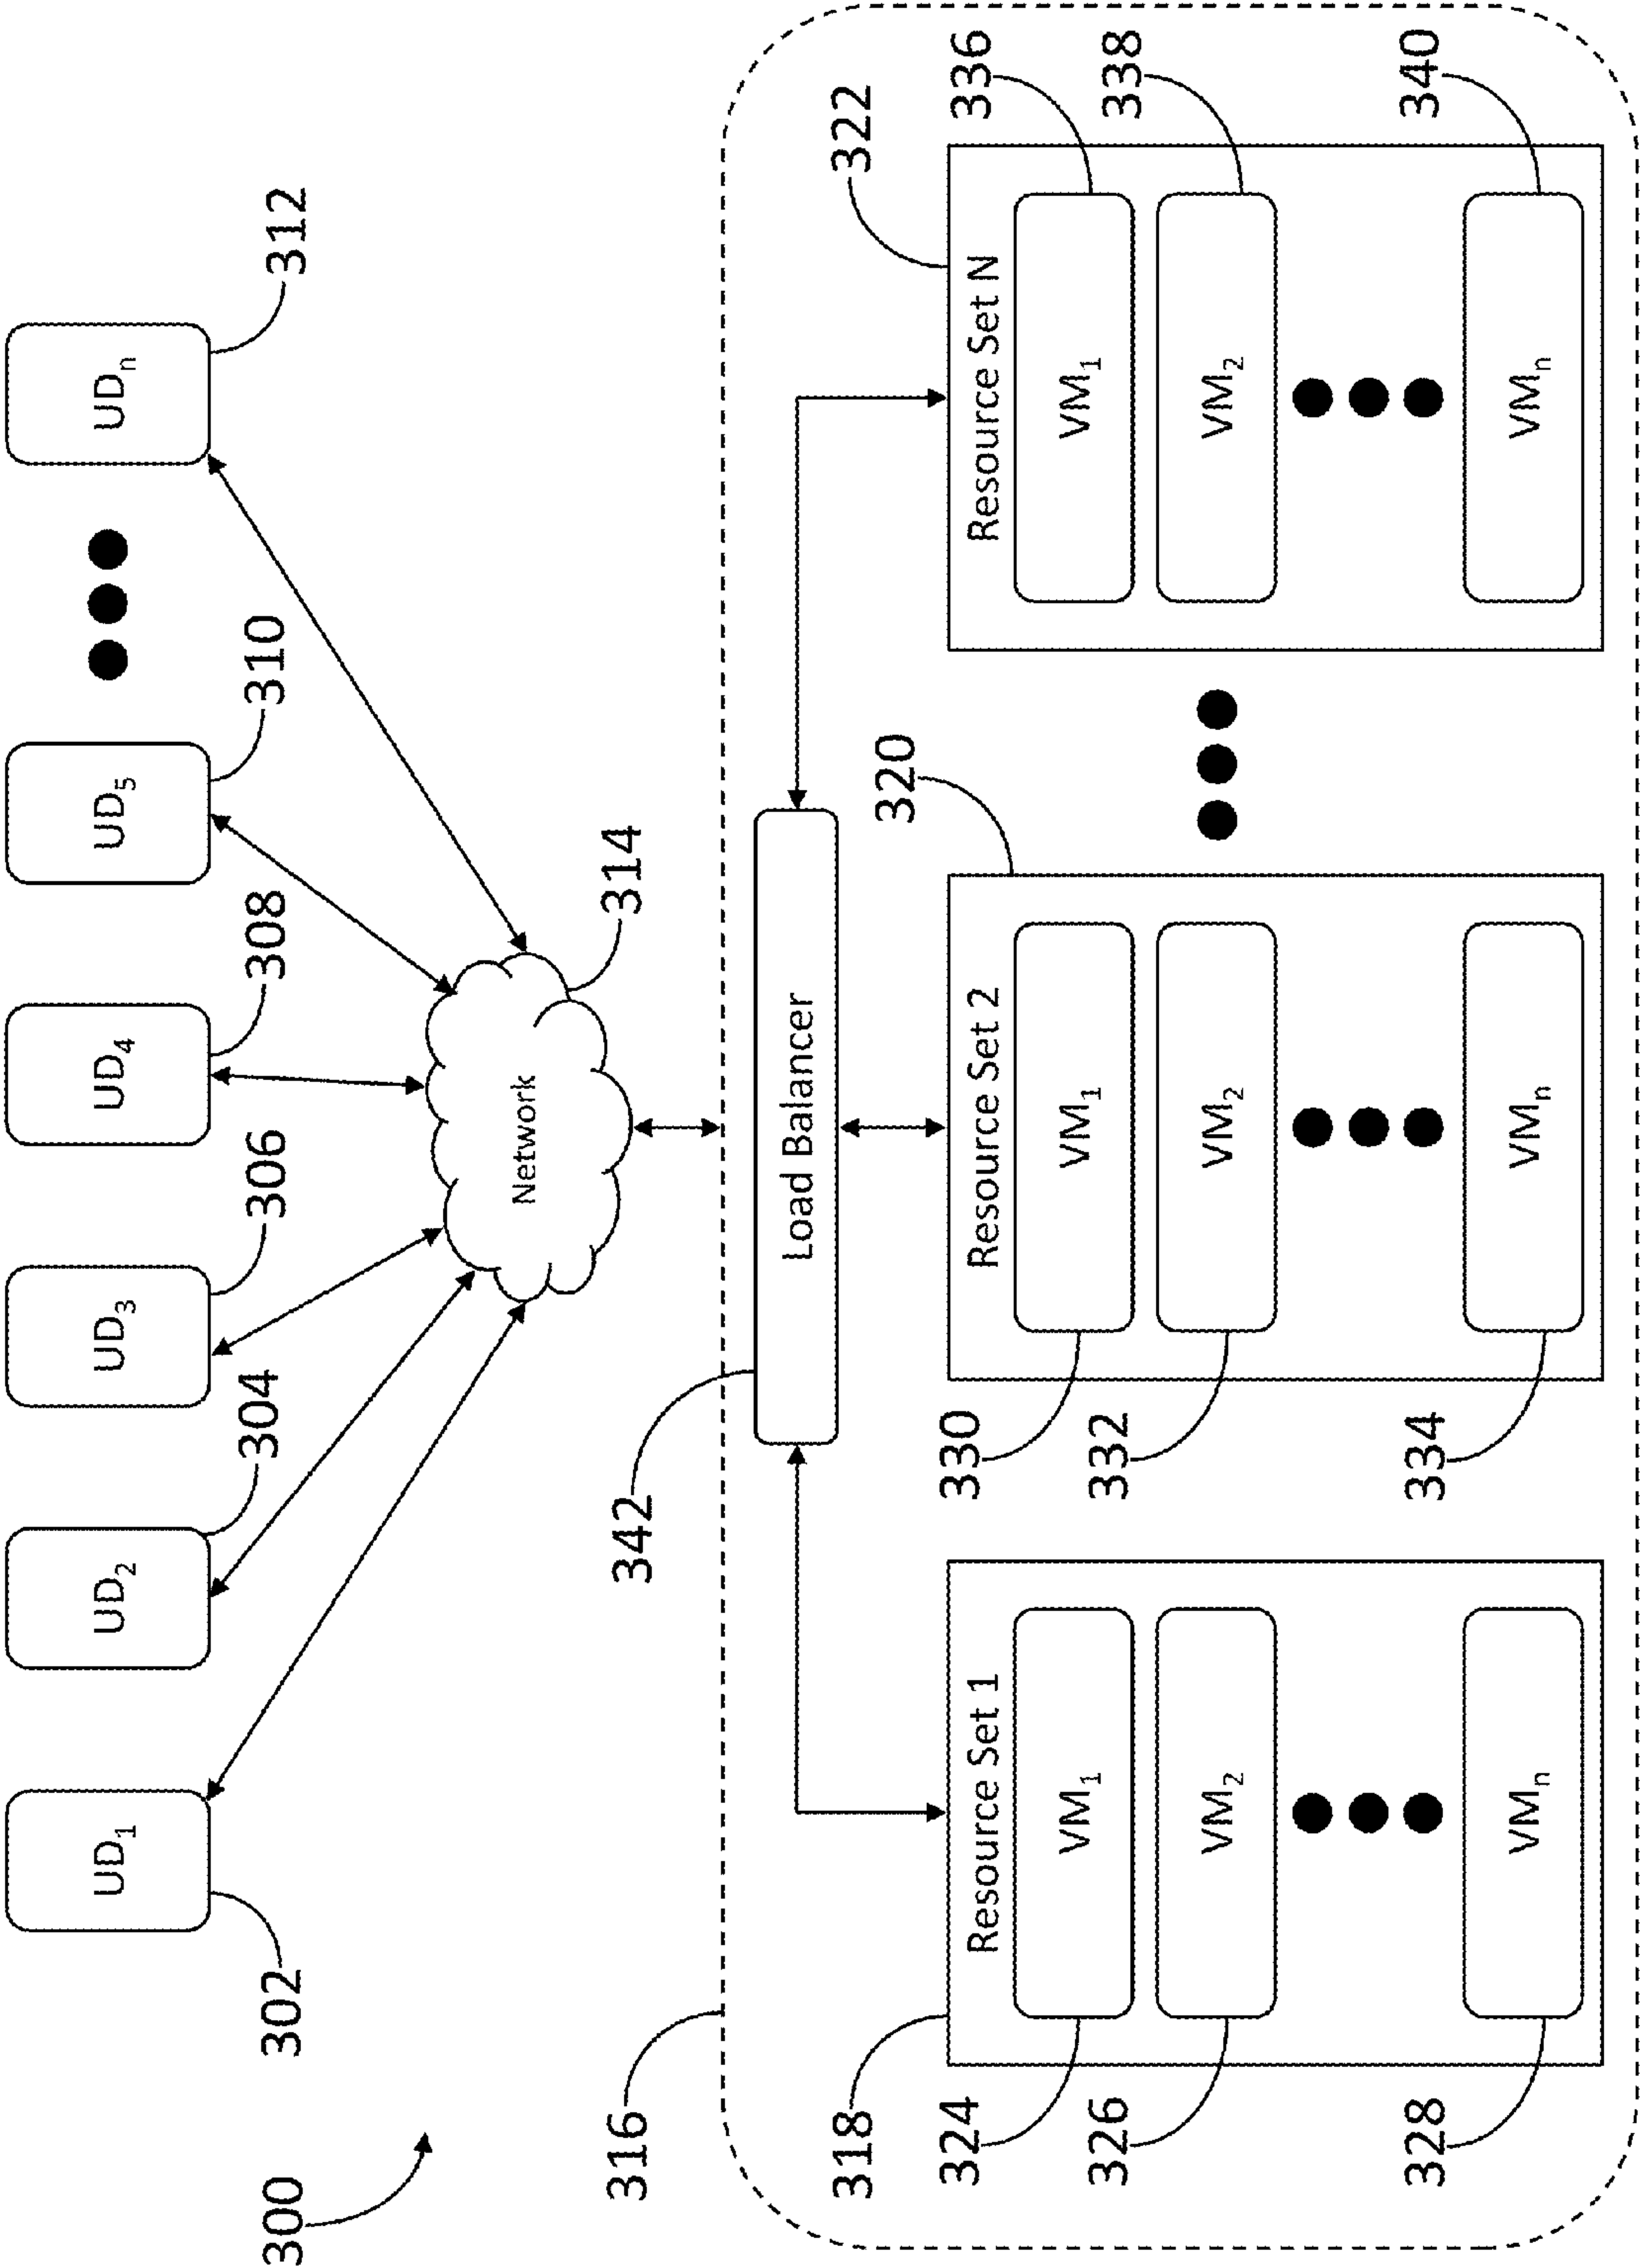 300
UD1
302
UD2
304
UD3
306
UD4
308
UD5
310
UDn
312
Network
314
316
342
Load Balancer
318
Resource Set 1
324
VM1
326
VM2
328
VMn
320
Resource Set 2
330
VM1
332
VM2
334
VMn
322
Resource Set N
336
VM1
338
VM2
340
VMn